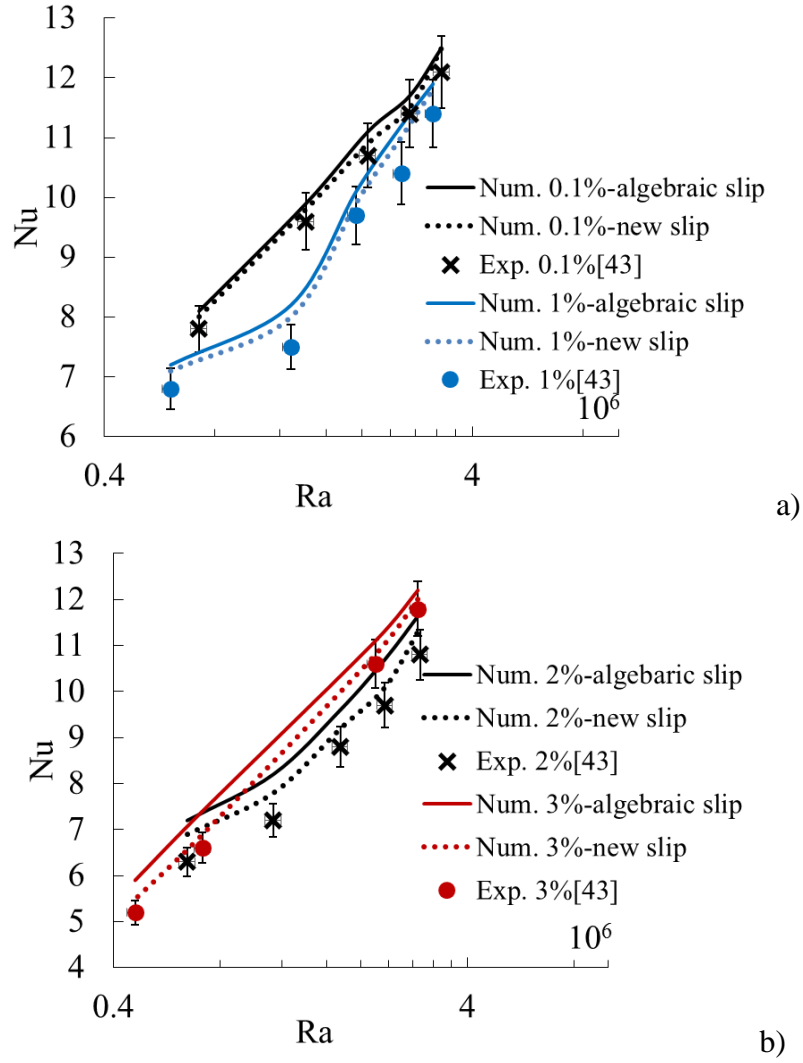 13
12
11
10
9
8
7
6
Nu
Num. 0.1%-algebraic slip
Num. 0.1%-new slip
Exp. 0.1%[43]
Num. 1%-algebraic slip
Num. 1%-new slip
Exp. 1%[43]
10⁶
0.4
4
Ra
a)
13
12
11
10
9
8
7
6
5
4
Nu
Num. 2%-algebaric slip
Num. 2%-new slip
Exp. 2%[43]
Num. 3%-algebraic slip
Num. 3%-new slip
Exp. 3%[43]
10⁶
0.4
4
Ra
b)